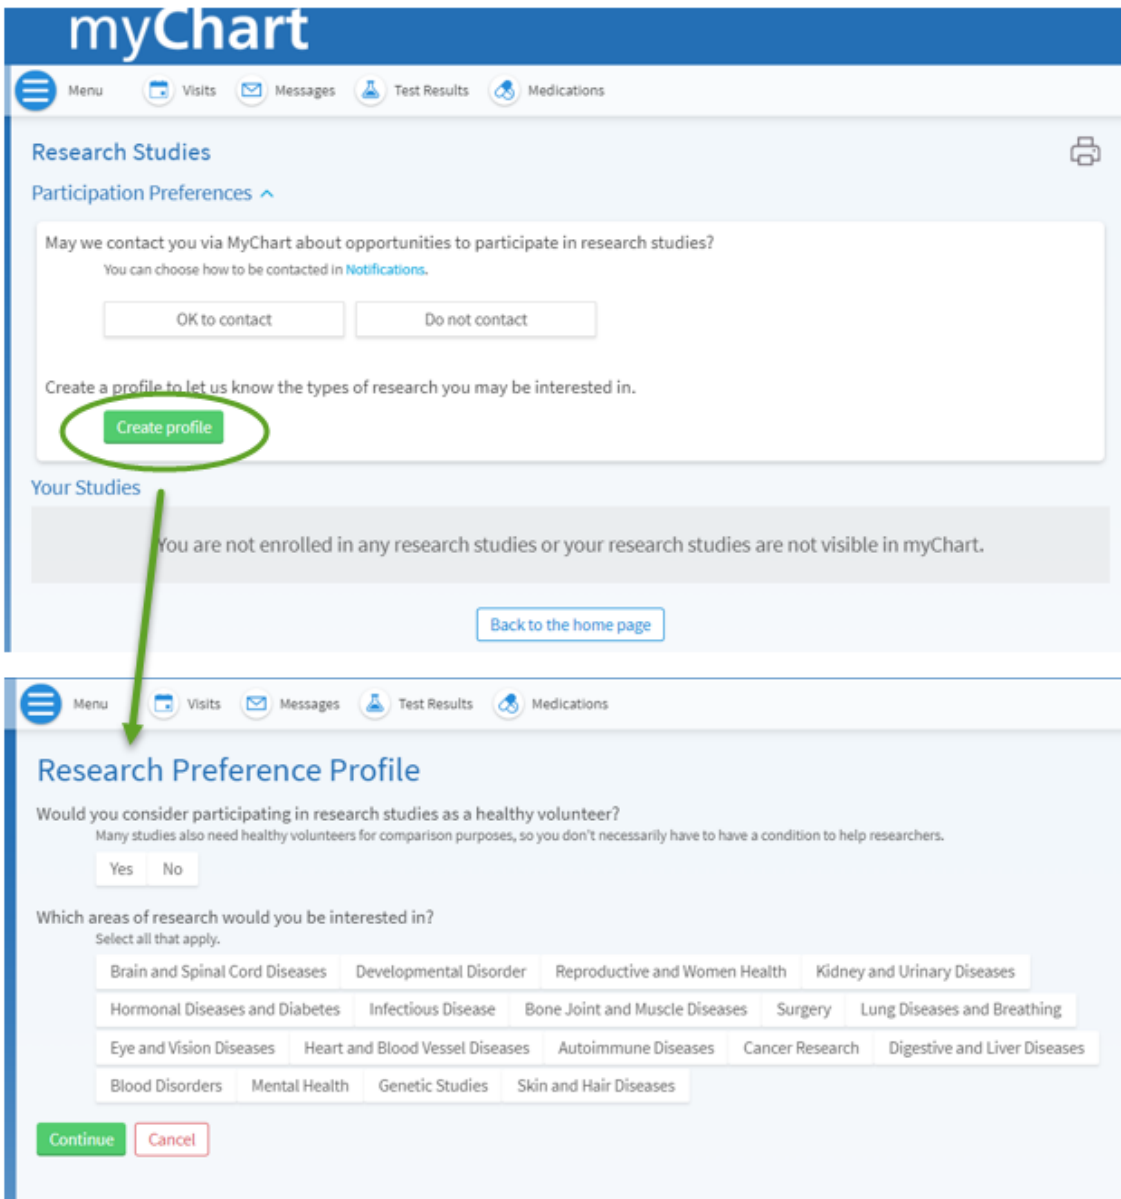 myChart
Menu Visits Messages Test Results Medications
Research Studies
Participation Preferences
May we contact you via MyChart about opportunities to participate in research studies?
You can choose how to be contacted in Notifications.
OK to contact Do not contact
Create a profile to let us know the types of research you may be interested in.
Create profile
Your Studies
You are not enrolled in any research studies or your research studies are not visible in myChart.
Back to the home page
Menu Visits Messages Test Results Medications
Research Preference Profile
Would you consider participating in research studies as a healthy volunteer?
Many studies also need healthy volunteers for comparison purposes, so you don't necessarily have to have a condition to help researchers.
Yes No
Which areas of research would you be interested in?
Select all that apply.
Brain and Spinal Cord Diseases Developmental Disorder Reproductive and Women Health Kidney and Urinary Diseases
Hormonal Diseases and Diabetes Infectious Disease Bone Joint and Muscle Diseases Surgery Lung Diseases and Breathing
Eye and Vision Diseases Heart and Blood Vessel Diseases Autoimmune Diseases Cancer Research Digestive and Liver Diseases
Blood Disorders Mental Health Genetic Studies Skin and Hair Diseases
Continue Cancel